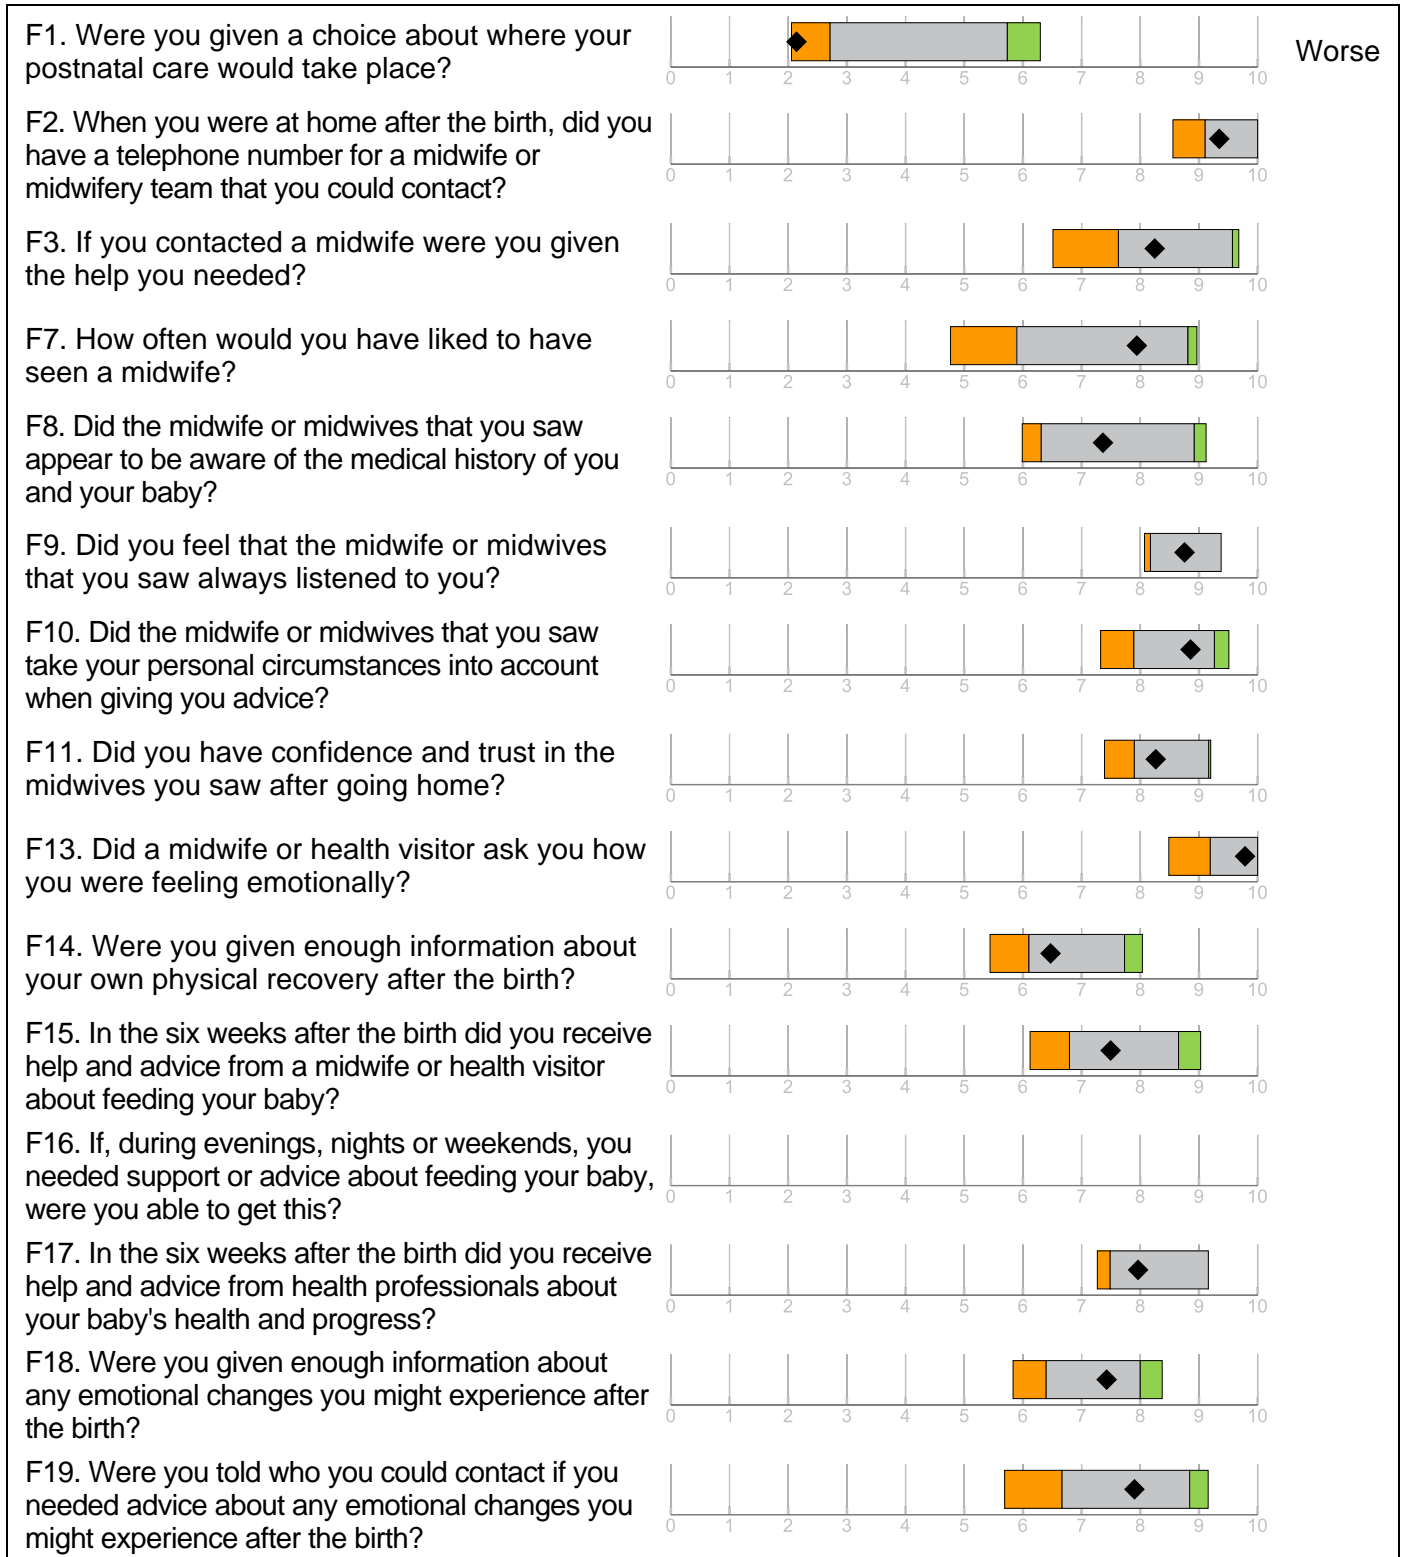 F1. Were you given a choice about where your
postnatal care would take place?
0 1 2 3 4 5 6 7 8 9 10
Worse
F2. When you were at home after the birth, did you
have a telephone number for a midwife or
midwifery team that you could contact?
0 1 2 3 4 5 6 7 8 9 10
F3. If you contacted a midwife were you given
the help you needed?
0 1 2 3 4 5 6 7 8 9 10
F7. How often would you have liked to have
seen a midwife?
0 1 2 3 4 5 6 7 8 9 10
F8. Did the midwife or midwives that you saw
appear to be aware of the medical history of you
and your baby?
0 1 2 3 4 5 6 7 8 9 10
F9. Did you feel that the midwife or midwives
that you saw always listened to you?
0 1 2 3 4 5 6 7 8 9 10
F10. Did the midwife or midwives that you saw
take your personal circumstances into account
when giving you advice?
0 1 2 3 4 5 6 7 8 9 10
F11. Did you have confidence and trust in the
midwives you saw after going home?
0 1 2 3 4 5 6 7 8 9 10
F13. Did a midwife or health visitor ask you how
you were feeling emotionally?
0 1 2 3 4 5 6 7 8 9 10
F14. Were you given enough information about
your own physical recovery after the birth?
0 1 2 3 4 5 6 7 8 9 10
F15. In the six weeks after the birth did you receive
help and advice from a midwife or health visitor
about feeding your baby?
0 1 2 3 4 5 6 7 8 9 10
F16. If, during evenings, nights or weekends, you
needed support or advice about feeding your baby,
were you able to get this?
0 1 2 3 4 5 6 7 8 9 10
F17. In the six weeks after the birth did you receive
help and advice from health professionals about
your baby's health and progress?
0 1 2 3 4 5 6 7 8 9 10
F18. Were you given enough information about
any emotional changes you might experience after
the birth?
0 1 2 3 4 5 6 7 8 9 10
F19. Were you told who you could contact if you
needed advice about any emotional changes you
might experience after the birth?
0 1 2 3 4 5 6 7 8 9 10